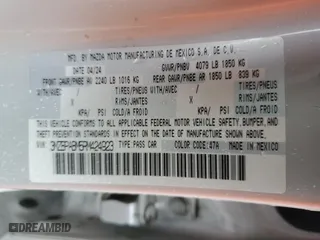 MFD. BY MAZDA MOTOR MANUFACTURING DE MEXICO S.A. DE C.V.
DATE 04/24 GVWR/PNBV 4079 LB 1850 KG
FRONT GAWR/PNBE AV 2240 LB 1016 KG REAR GAWR/PNBE AR 1850 LB 839 KG
WITH/AVEC / TIRES/PNEUS WITH/AVEC / TIRES/PNEUS
X RIMS/JANTES X RIMS/JANTES
KPA/ PSI COLD/FROID KPA/ PSI COLD/FROID
THIS VEHICLE CONFORMS TO ALL APPLICABLE FEDERAL MOTOR VEHICLE SAFETY,
BUMPER, AND THEFT PREVENTION STANDARDS IN EFFECT ON THE DATE OF MANUFACTURE SHOWN ABOVE.
TYPE PASS CAR COLOR: 47A MADE IN MEXICO
BIDINFO